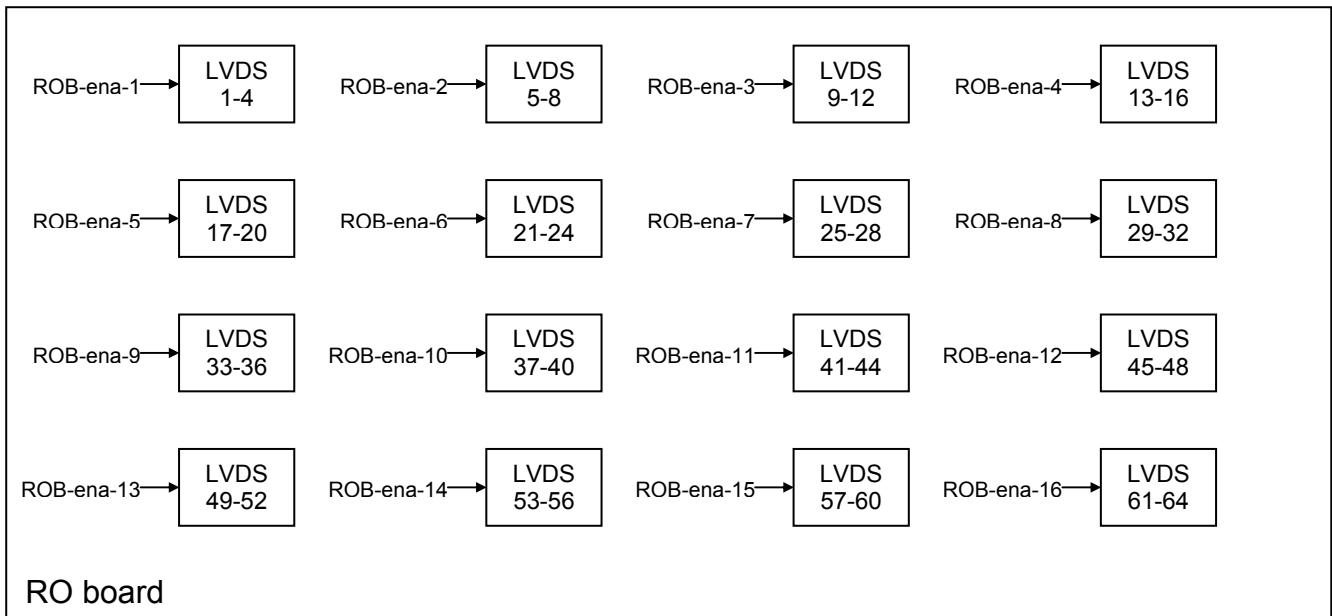 ROB-ena-1 LVDS 1-4
ROB-ena-2 LVDS 5-8
ROB-ena-3 LVDS 9-12
ROB-ena-4 LVDS 13-16
ROB-ena-5 LVDS 17-20
ROB-ena-6 LVDS 21-24
ROB-ena-7 LVDS 25-28
ROB-ena-8 LVDS 29-32
ROB-ena-9 LVDS 33-36
ROB-ena-10 LVDS 37-40
ROB-ena-11 LVDS 41-44
ROB-ena-12 LVDS 45-48
ROB-ena-13 LVDS 49-52
ROB-ena-14 LVDS 53-56
ROB-ena-15 LVDS 57-60
ROB-ena-16 LVDS 61-64
RO board